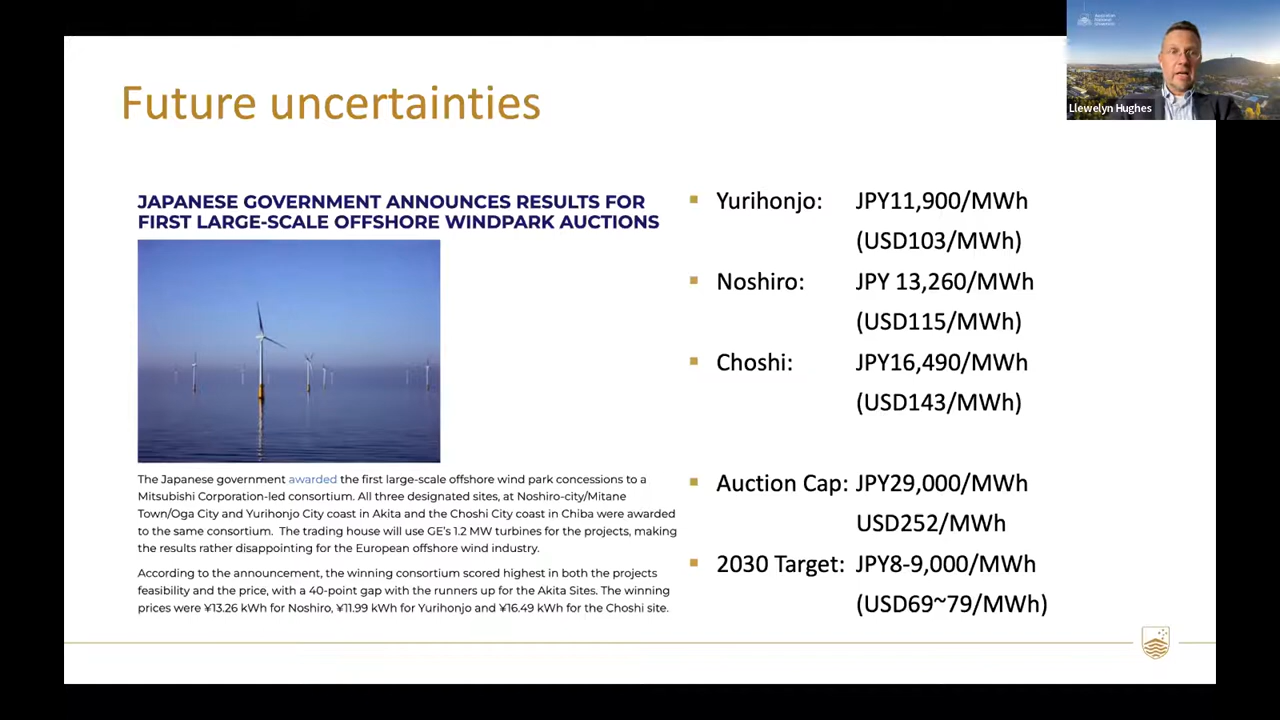 Future uncertainties
JAPANESE GOVERNMENT ANNOUNCES RESULTS FOR
FIRST LARGE-SCALE OFFSHORE WINDPARK AUCTIONS
The Japanese government awarded the first large-scale offshore wind park concessions to a
Mitsubishi Corporation-led consortium. All three designated sites, at Noshiro-city/Mitane
Town/Oga City and Yurihonjo City coast in Akita and the Choshi City coast in Chiba were awarded
to the same consortium. The trading house will use GE's 1.2 MW turbines for the projects, making
the results rather disappointing for the European offshore wind industry.
According to the announcement, the winning consortium scored highest in both the projects
feasibility and the price, with a 40-point gap with the runners up for the Akita Sites. The winning
prices were ¥13.26 kWh for Noshiro, ¥11.99 kWh for Yurihonjo and ¥16.49 kWh for the Choshi site.
Yurihonjo: JPY11,900/MWh
(USD103/MWh)
Noshiro: JPY 13,260/MWh
(USD115/MWh)
Choshi: JPY16,490/MWh
(USD143/MWh)
Auction Cap: JPY29,000/MWh
USD252/MWh
2030 Target: JPY8-9,000/MWh
(USD69~79/MWh)
Australian
National
University
Llewelyn Hughes